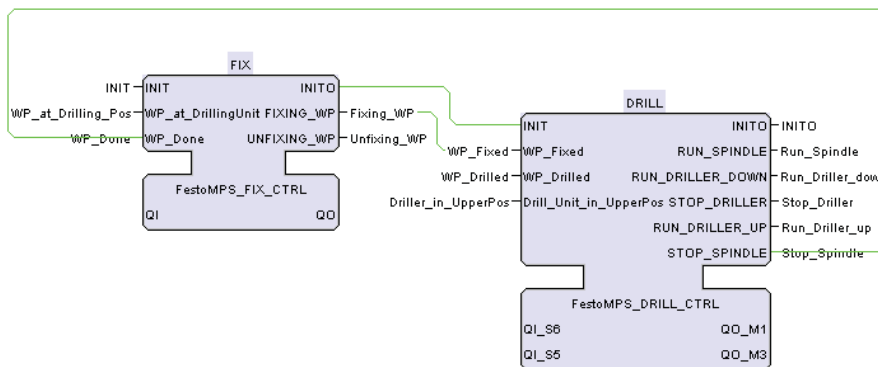 FIX
INIT INIT INITO
WP_at_Drilling_Pos WP_at_DrillingUnit FIXING_WP Fixing_WP
WP_Done WP_Done UNFIXING_WP Unfixing_WP
FestoMPS_FIX_CTRL
QI QO
DRILL
INIT INITO INITO
WP_Fixed WP_Fixed RUN_SPINDLE Run_Spindle
WP_Drilled WP_Drilled RUN_DRILLER_DOWN Run_Driller_dow
Driller_in_UpperPos Drill_Unit_in_UpperPos STOP_DRILLER Stop_Driller
RUN_DRILLER_UP Run_Driller_up
STOP_SPINDLE Stop_Spindle
FestoMPS_DRILL_CTRL
QI_S6 QO_M1
QI_S5 QO_M3